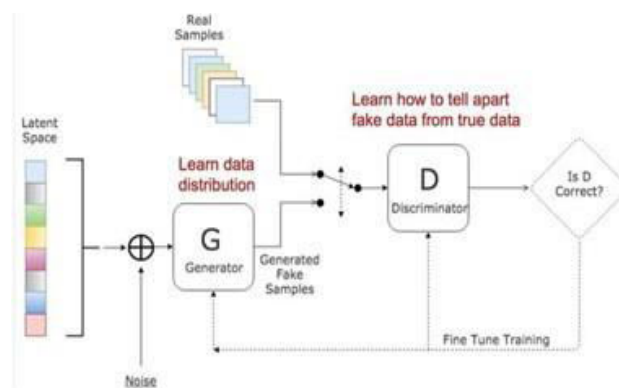 Real
Samples
Latent
Space
Learn how to tell apart
fake data from true data
Learn data
distribution
G
Generator
Generated
Fake
Samples
D
Discriminator
Is D
Correct?
Fine Tune Training
Noise